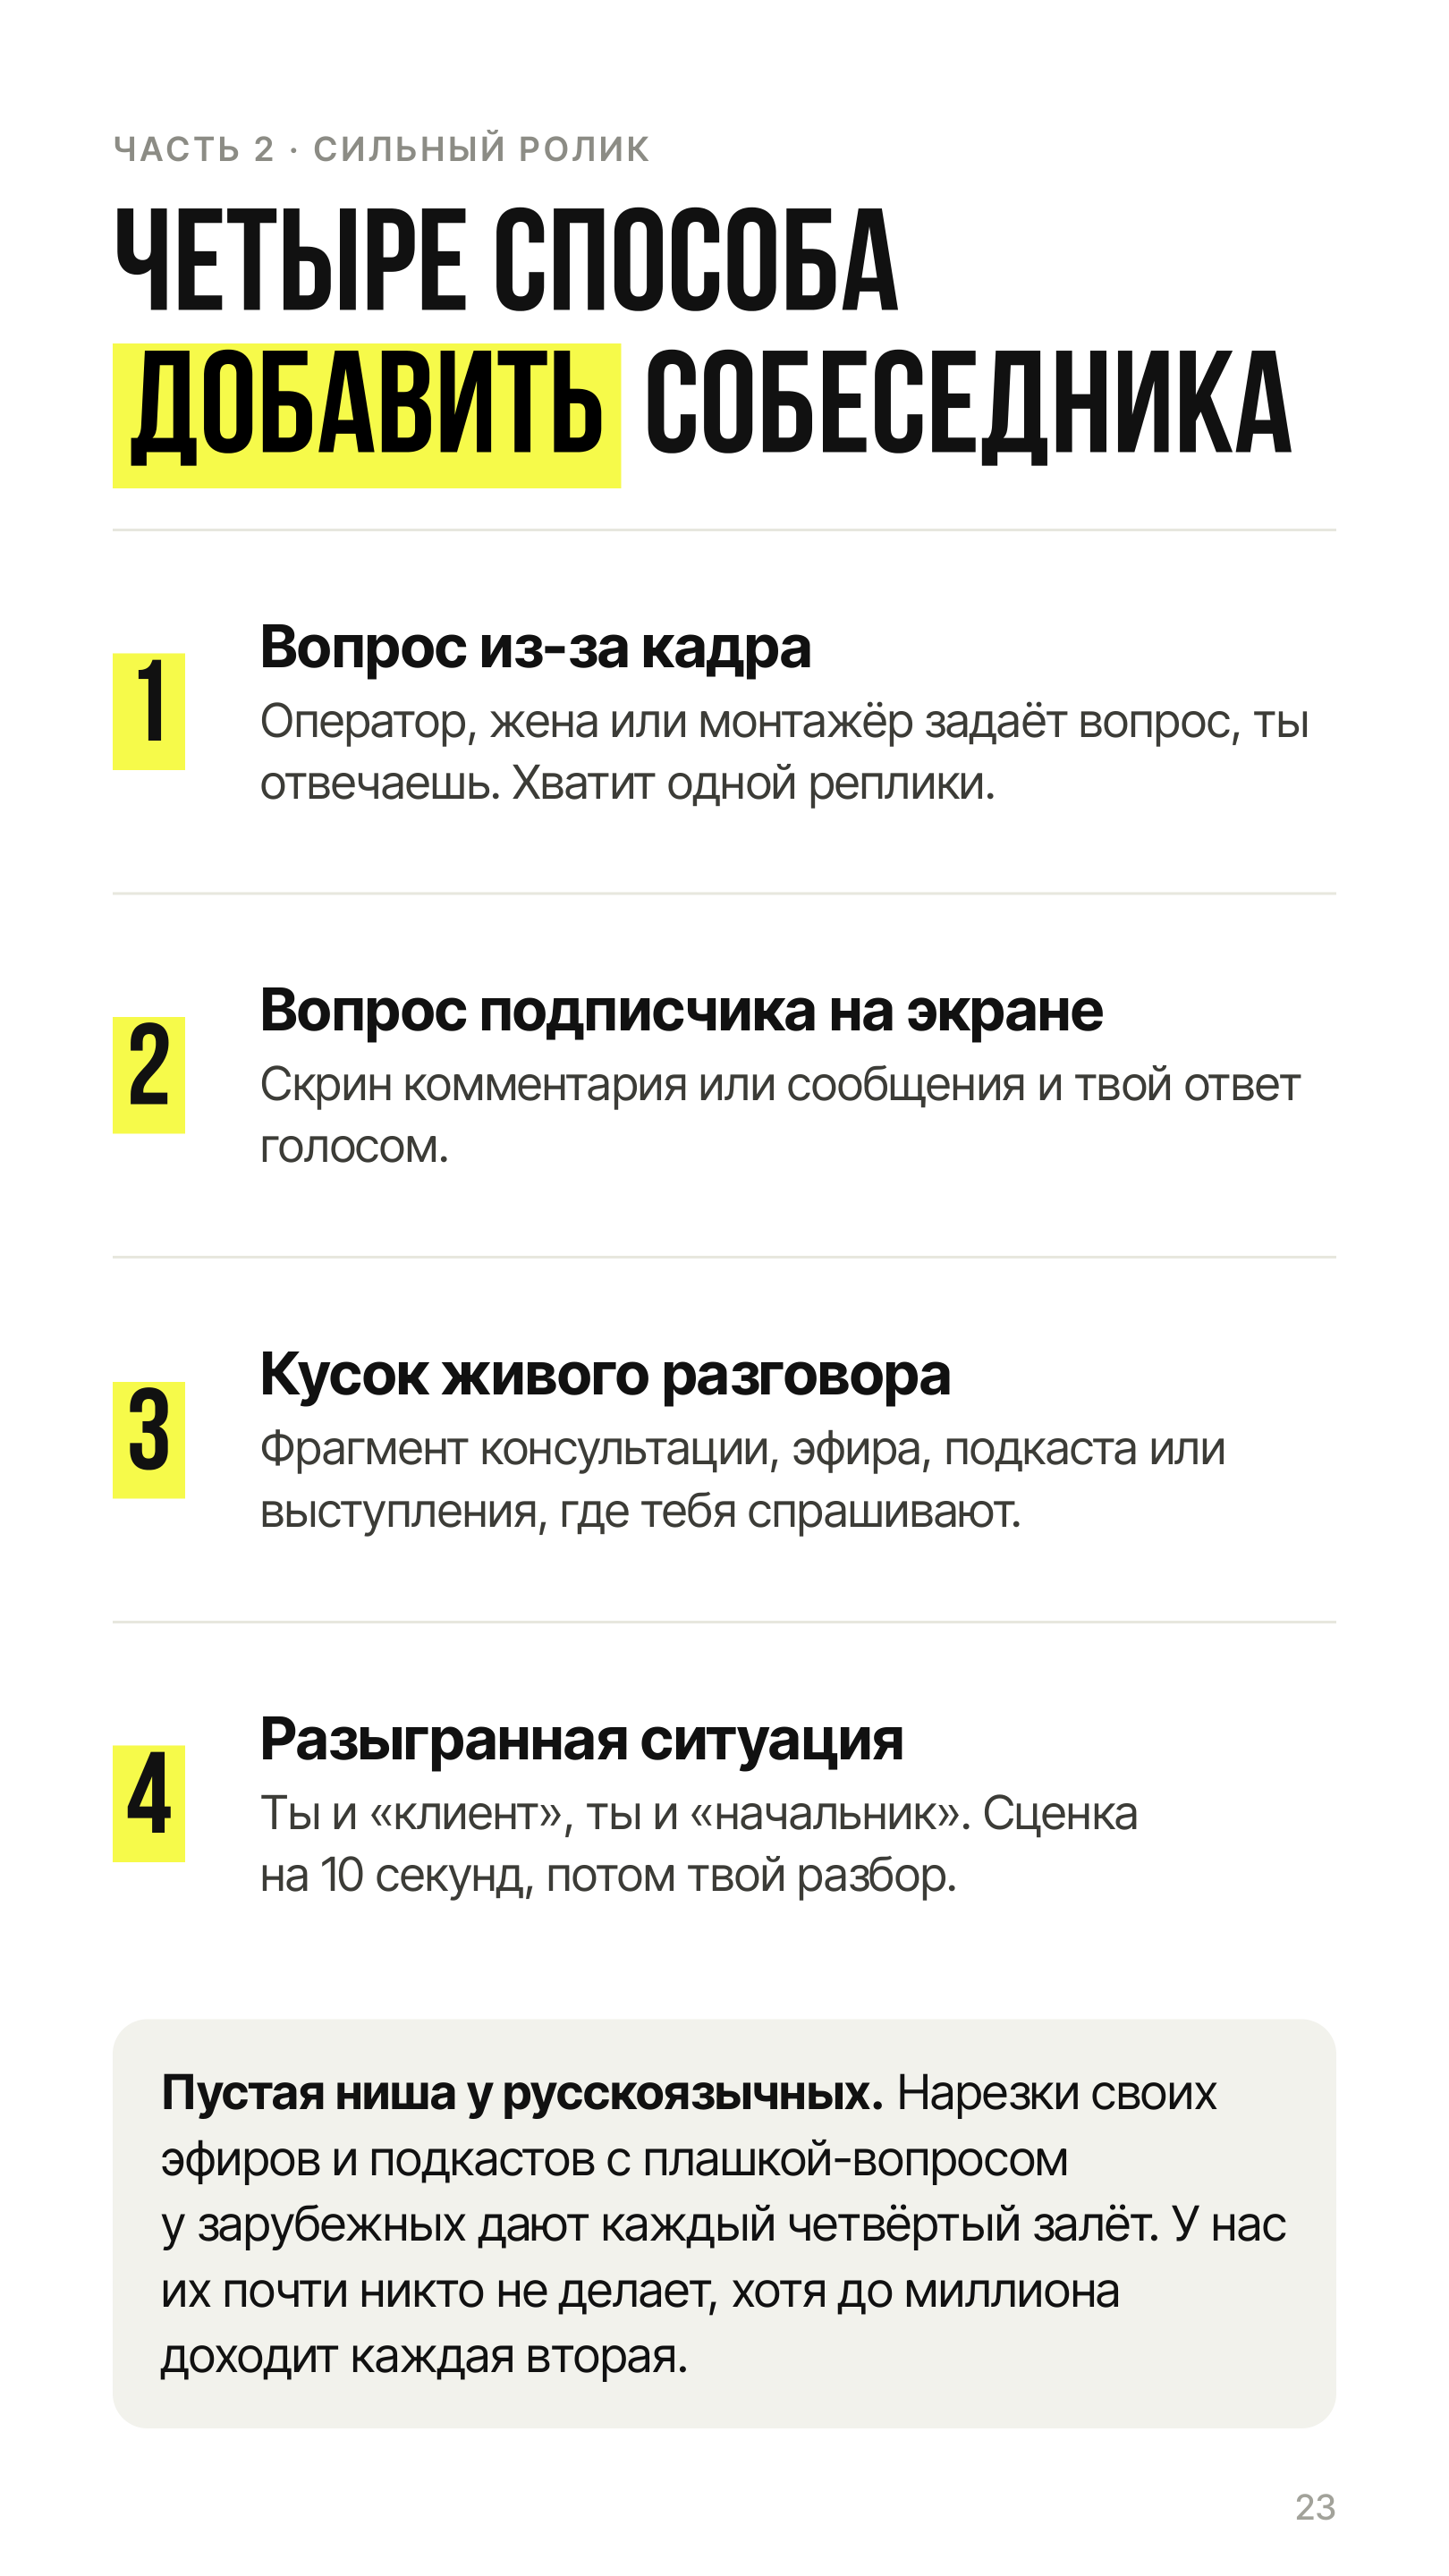 ЧАСТЬ 2 · СИЛЬНЫЙ РОЛИК
ЧЕТЫРЕ СПОСОБА
ДОБАВИТЬ СОБЕСЕДНИКА
1
Вопрос из-за кадра
Оператор, жена или монтажёр задаёт вопрос, ты
отвечаешь. Хватит одной реплики.
2
Вопрос подписчика на экране
Скрин комментария или сообщения и твой ответ
голосом.
3
Кусок живого разговора
Фрагмент консультации, эфира, подкаста или
выступления, где тебя спрашивают.
4
Разыгранная ситуация
Ты и «клиент», ты и «начальник». Сценка
на 10 секунд, потом твой разбор.
Пустая ниша у русскоязычных. Нарезки своих
эфиров и подкастов с плашкой-вопросом
у зарубежных дают каждый четвёртый залёт. У нас
их почти никто не делает, хотя до миллиона
доходит каждая вторая.
23